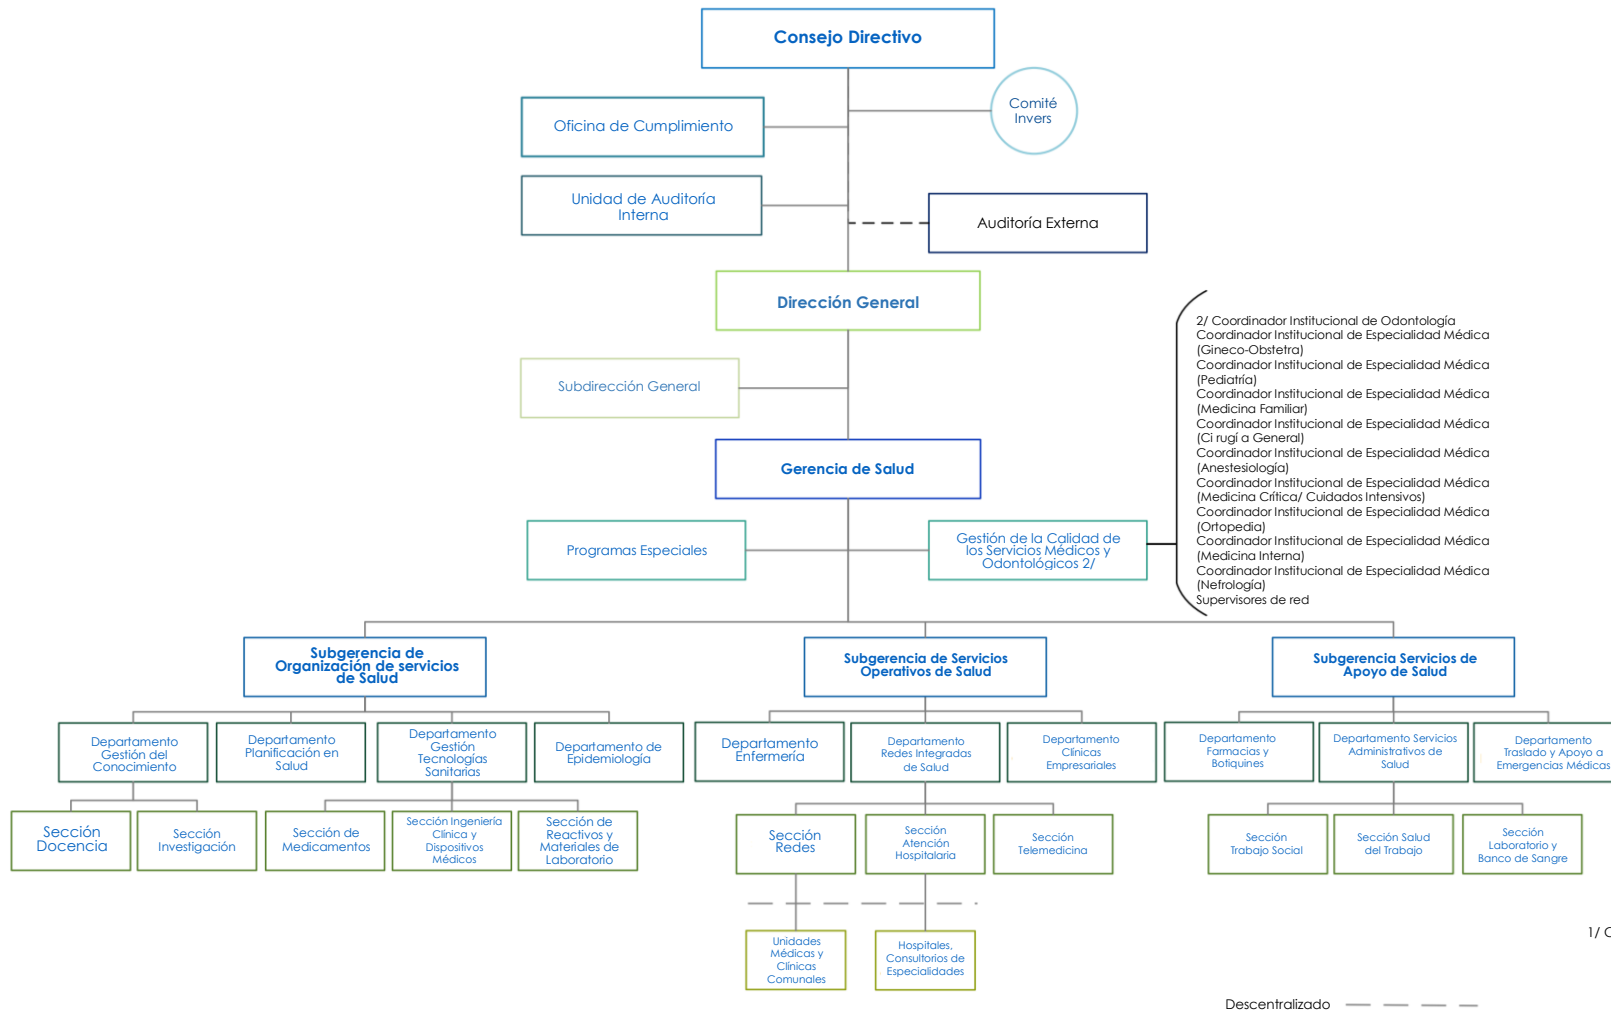 Consejo Directivo
Comité
Invers
Oficina de Cumplimiento
Unidad de Auditoría
Interna
Auditoría Externa
Dirección General
Subdirección General
Gerencia de Salud
Programas Especiales
Gestión de la Calidad de
los Servicios Médicos y
Odontológicos 2/
2/ Coordinador Institucional de Odontología
Coordinador Institucional de Especialidad Médica
(Gineco-Obstetra)
Coordinador Institucional de Especialidad Médica
(Pediatría)
Coordinador Institucional de Especialidad Médica
(Medicina Familiar)
Coordinador Institucional de Especialidad Médica
(Ci rugí a General)
Coordinador Institucional de Especialidad Médica
(Anestesiología)
Coordinador Institucional de Especialidad Médica
(Medicina Crítica/ Cuidados Intensivos)
Coordinador Institucional de Especialidad Médica
(Ortopedia)
Coordinador Institucional de Especialidad Médica
(Medicina Interna)
Coordinador Institucional de Especialidad Médica
(Nefrología)
Supervisores de red
Subgerencia de
Organización de servicios
de Salud
Subgerencia de Servicios
Operativos de Salud
Subgerencia Servicios de
Apoyo de Salud
Departamento
Gestión del
Conocimiento
Departamento
Planificación en
Salud
Departamento
Gestión
Tecnologías
Sanitarias
Departamento de
Epidemiología
Departamento
Enfermería
Departamento
Redes Integradas
de Salud
Departamento
Clínicas
Empresariales
Departamento
Farmacias y
Botiquines
Departamento Servicios
Administrativos de
Salud
Departamento
Traslado y Apoyo a
Emergencias Médicas
Sección
Docencia
Sección
Investigación
Sección de
Medicamentos
Sección Ingeniería
Clínica y
Dispositivos
Médicos
Sección de
Reactivos y
Materiales de
Laboratorio
Sección
Redes
Sección
Atención
Hospitalaria
Sección
Telemedicina
Sección
Trabajo Social
Sección Salud
del Trabajo
Sección
Laboratorio y
Banco de Sangre
Unidades
Médicas y
Clínicas
Comunales
Hospitales,
Consultorios de
Especialidades
1/ C
Descentralizado